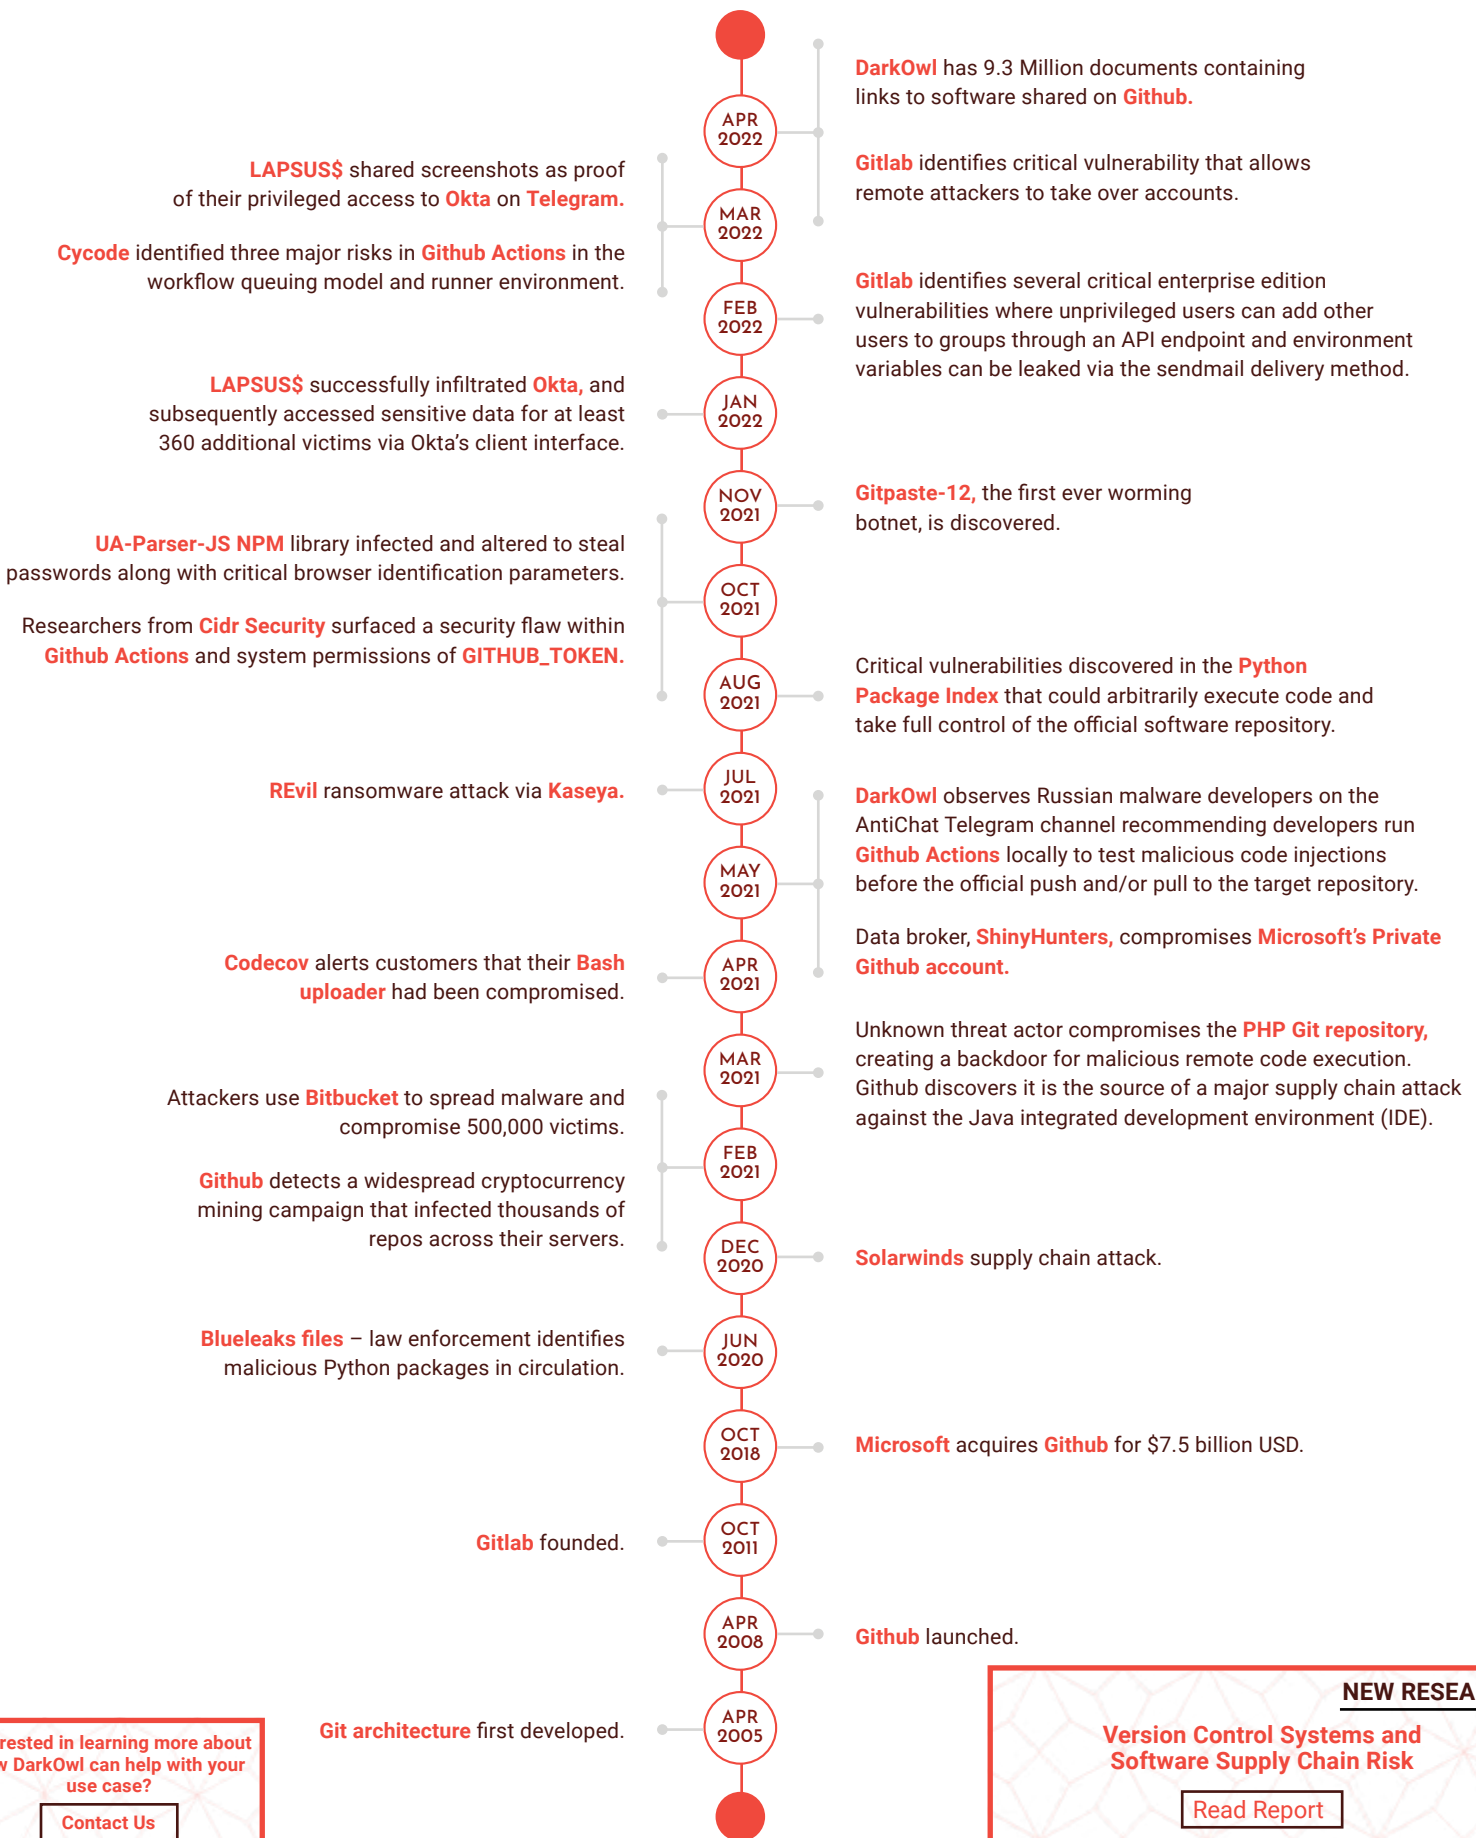 APR
2022
DarkOwl has 9.3 Million documents containing
links to software shared on Github.
Gitlab identifies critical vulnerability that allows
remote attackers to take over accounts.
MAR
2022
LAPSUS$ shared screenshots as proof
of their privileged access to Okta on Telegram.
Cycode identified three major risks in Github Actions in the
workflow queuing model and runner environment.
FEB
2022
Gitlab identifies several critical enterprise edition
vulnerabilities where unprivileged users can add other
users to groups through an API endpoint and environment
variables can be leaked via the sendmail delivery method.
JAN
2022
LAPSUS$ successfully infiltrated Okta, and
subsequently accessed sensitive data for at least
360 additional victims via Okta's client interface.
NOV
2021
Gitpaste-12, the first ever worming
botnet, is discovered.
OCT
2021
UA-Parser-JS NPM library infected and altered to steal
passwords along with critical browser identification parameters.
Researchers from Cidr Security surfaced a security flaw within
Github Actions and system permissions of GITHUB_TOKEN.
AUG
2021
Critical vulnerabilities discovered in the Python
Package Index that could arbitrarily execute code and
take full control of the official software repository.
JUL
2021
REvil ransomware attack via Kaseya.
MAY
2021
DarkOwl observes Russian malware developers on the
AntiChat Telegram channel recommending developers run
Github Actions locally to test malicious code injections
before the official push and/or pull to the target repository.
Data broker, ShinyHunters, compromises Microsoft's Private
Github account.
APR
2021
Codecov alerts customers that their Bash
uploader had been compromised.
MAR
2021
Unknown threat actor compromises the PHP Git repository,
creating a backdoor for malicious remote code execution.
Github discovers it is the source of a major supply chain attack
against the Java integrated development environment (IDE).
FEB
2021
Attackers use Bitbucket to spread malware and
compromise 500,000 victims.
Github detects a widespread cryptocurrency
mining campaign that infected thousands of
repos across their servers.
DEC
2020
Solarwinds supply chain attack.
JUN
2020
Blueleaks files – law enforcement identifies
malicious Python packages in circulation.
OCT
2018
Microsoft acquires Github for $7.5 billion USD.
OCT
2011
Gitlab founded.
APR
2008
Github launched.
APR
2005
Git architecture first developed.
rested in learning more about
w DarkOwl can help with your
use case?
Contact Us
NEW RESEA
Version Control Systems and
Software Supply Chain Risk
Read Report